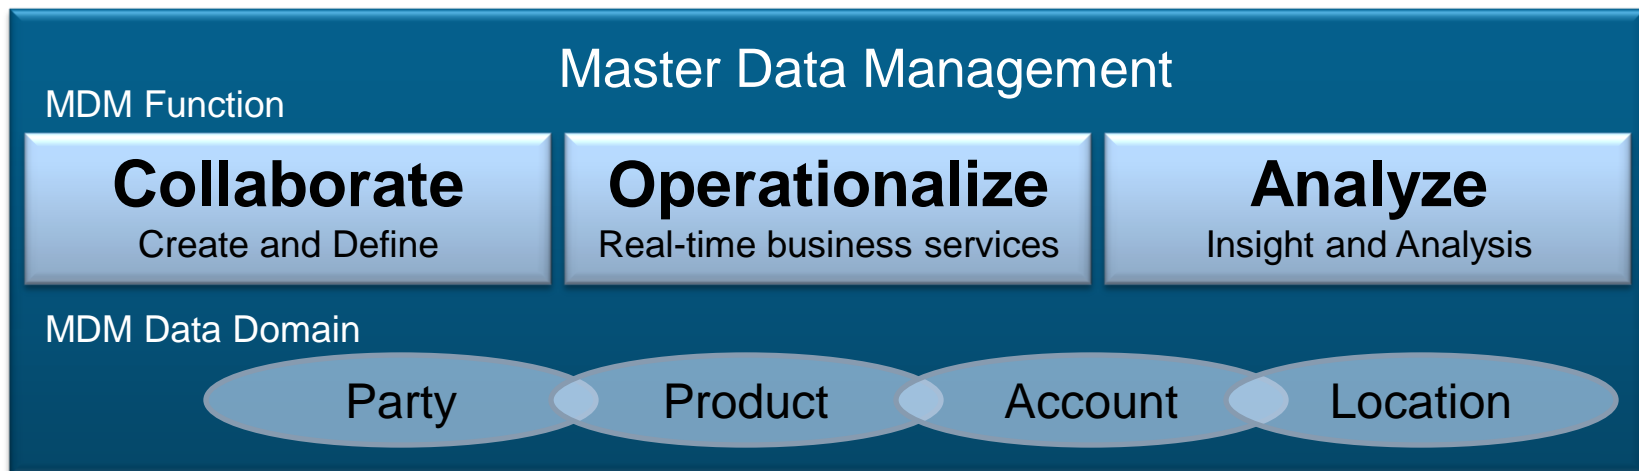 Master Data Management
MDM Function
Collaborate
Create and Define
Operationalize
Real-time business services
Analyze
Insight and Analysis
MDM Data Domain
Party
Product
Account
Location